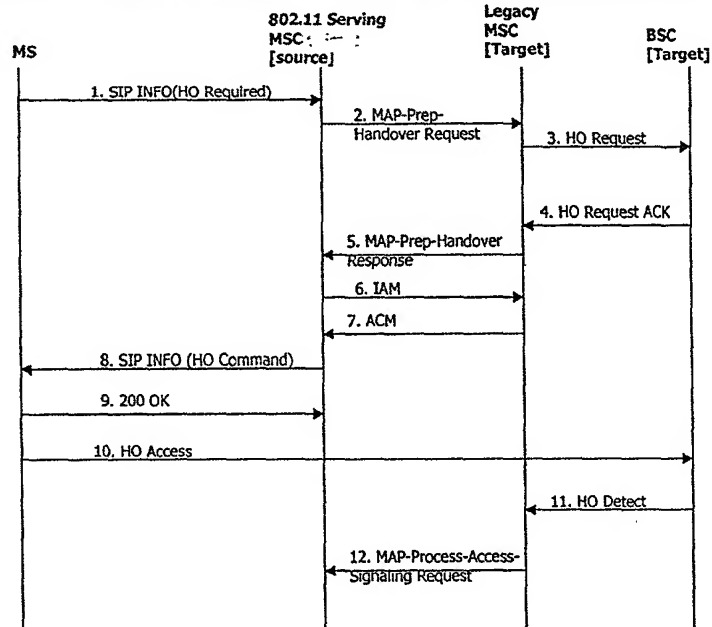 MS
802.11 Serving
MSC
[source]
Legacy
MSC
[Target]
BSC
[Target]
1. SIP INFO(HO Required)
2. MAP-Prep-
Handover Request
3. HO Request
4. HO Request ACK
5. MAP-Prep-Handover
Response
6. IAM
7. ACM
8. SIP INFO (HO Command)
9. 200 OK
10. HO Access
11. HO Detect
12. MAP-Process-Access-
Signaling Request